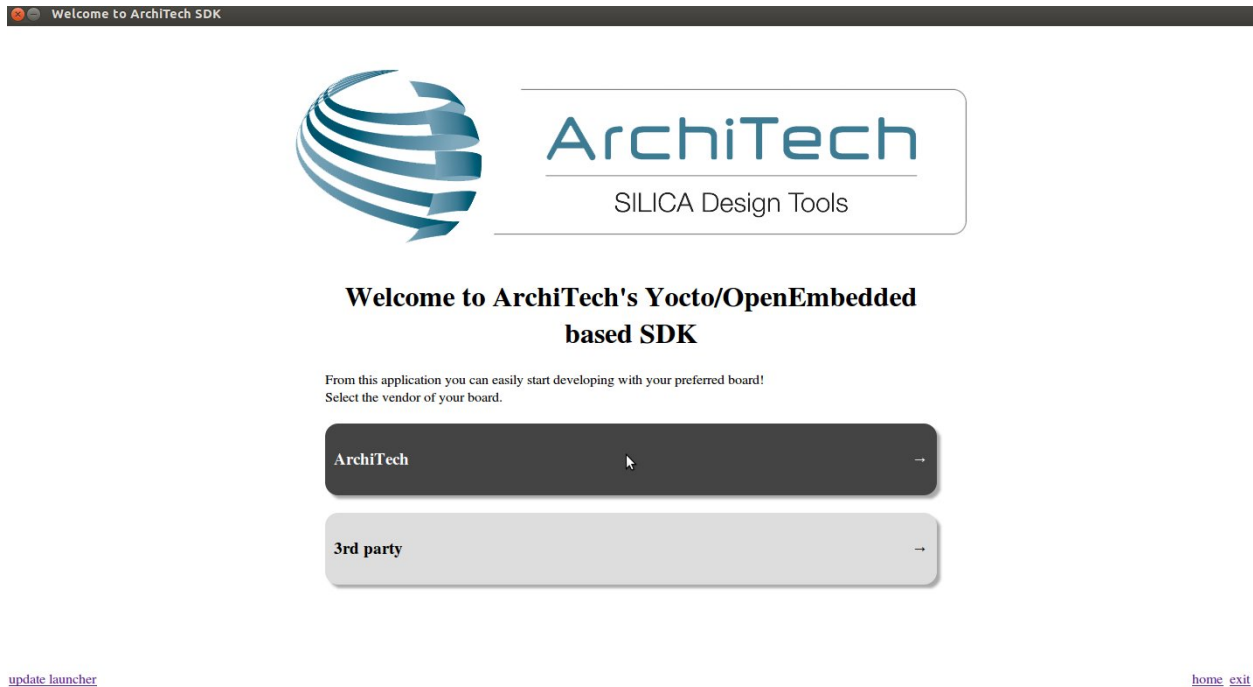 Welcome to ArchiTech SDK
ArchiTech
SILICA Design Tools
Welcome to ArchiTech's Yocto/OpenEmbedded
based SDK
From this application you can easily start developing with your preferred board!
Select the vendor of your board.
ArchiTech →
3rd party →
update launcher
home exit